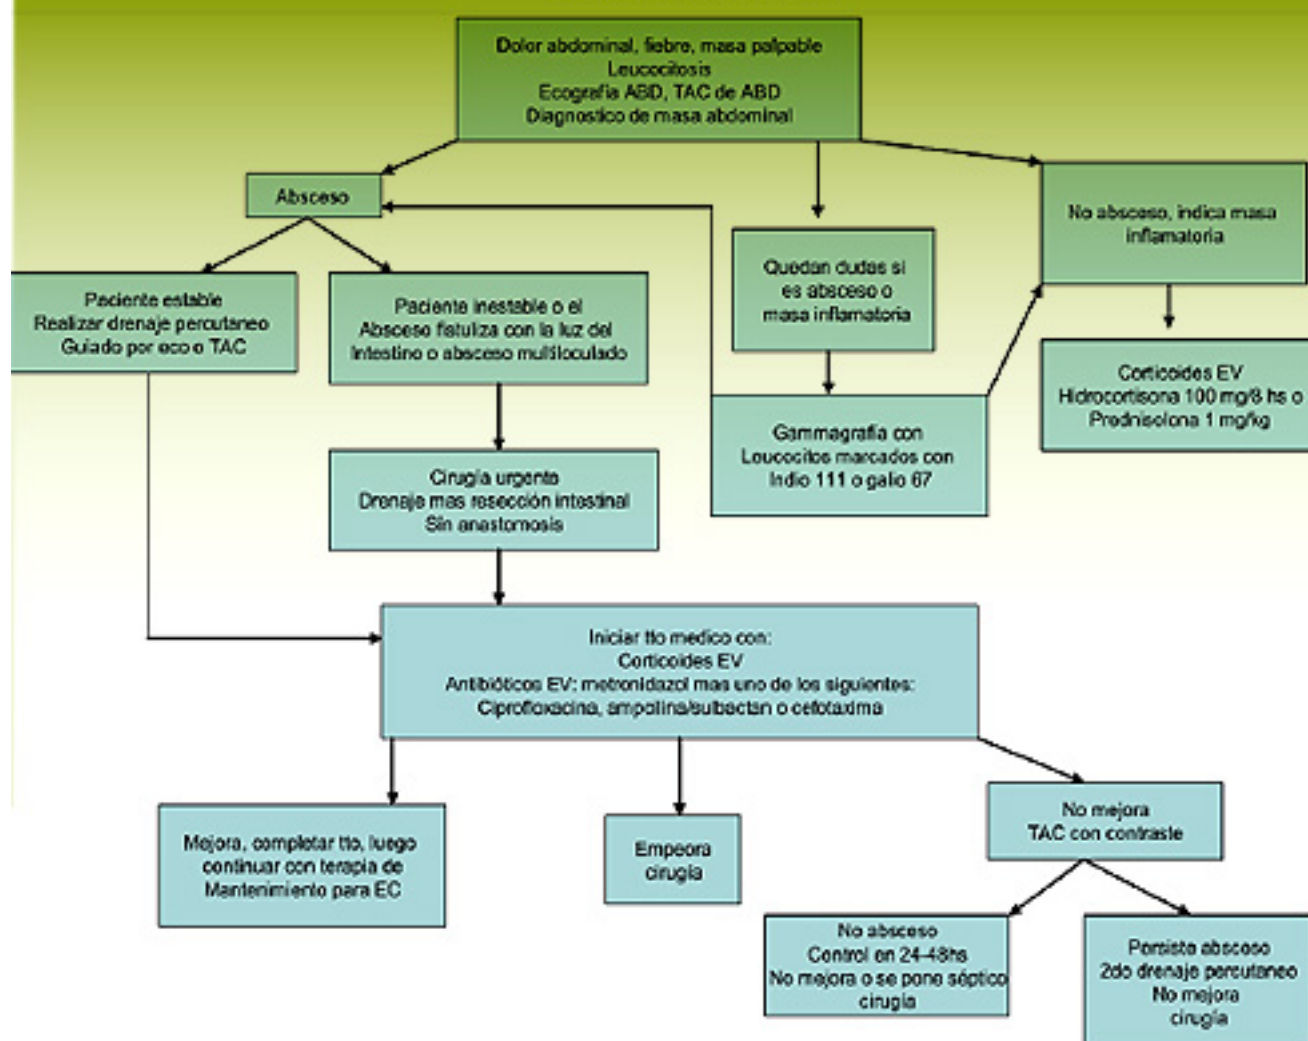 Dolor abdominal, fiebre, masa palpable
Leucocitosis
Ecografia ABD, TAC de ABD
Diagnostico de masa abdominal
Absceso
No absceso, indica masa
inflamatoria
Quedan dudas si
es absceso o
masa inflamatoria
Paciente estable
Realizar drenaje percutaneo
Guiado por eco o TAC
Paciente inestable o el
Absceso fistuliza con la luz del
Intestino o absceso multiloculado
Corticoides EV
Hidrocortisona 100 mg/8 hs o
Prednisolona 1 mg/kg
Gammagrafía con
Leucocitos marcados con
Indio 111 o galio 67
Cirugía urgente
Drenaje mas resección intestinal
Sin anastomosis
Iniciar tto medico con:
Corticoides EV
Antibióticos EV: metronidazol mas uno de los siguientes:
Ciprofloxacina, ampolina/sulbactan o cefotaxima
Mejora, completar tto, luego
continuar con terapia de
Mantenimiento para EC
Empeora
cirugía
No mejora
TAC con contraste
No absceso
Control en 24-48hs
No mejora o se pone séptico
cirugía
Persiste absceso
2do drenaje percutaneo
No mejora
cirugía